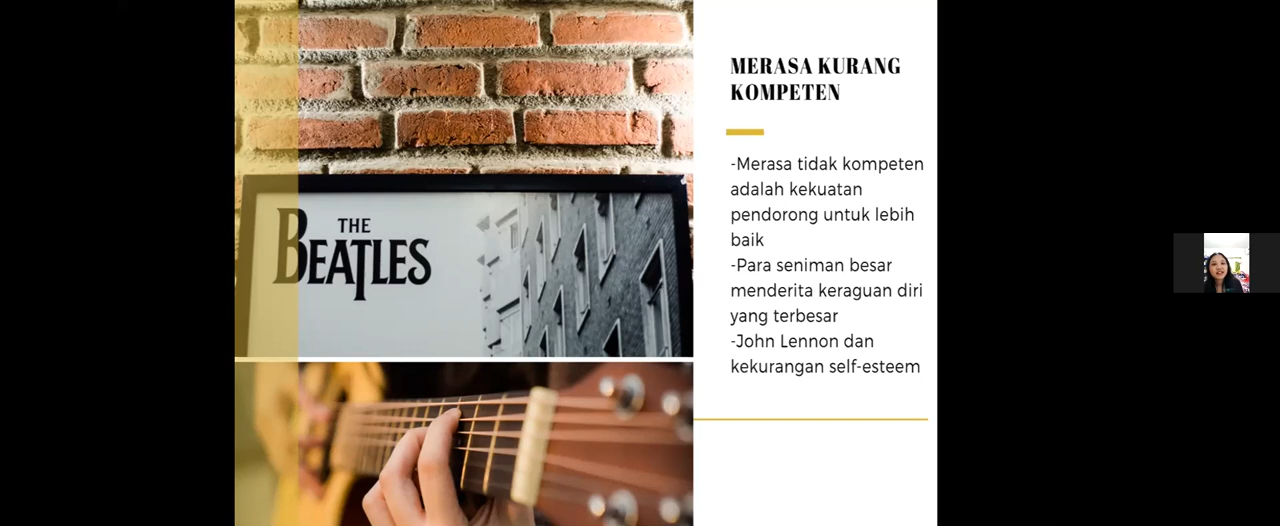 THE
BEATLES
MERASA KURANG
KOMPETEN
-Merasa tidak kompeten
adalah kekuatan
pendorong untuk lebih
baik
-Para seniman besar
menderita keraguan diri
yang terbesar
-John Lennon dan
kekurangan self-esteem